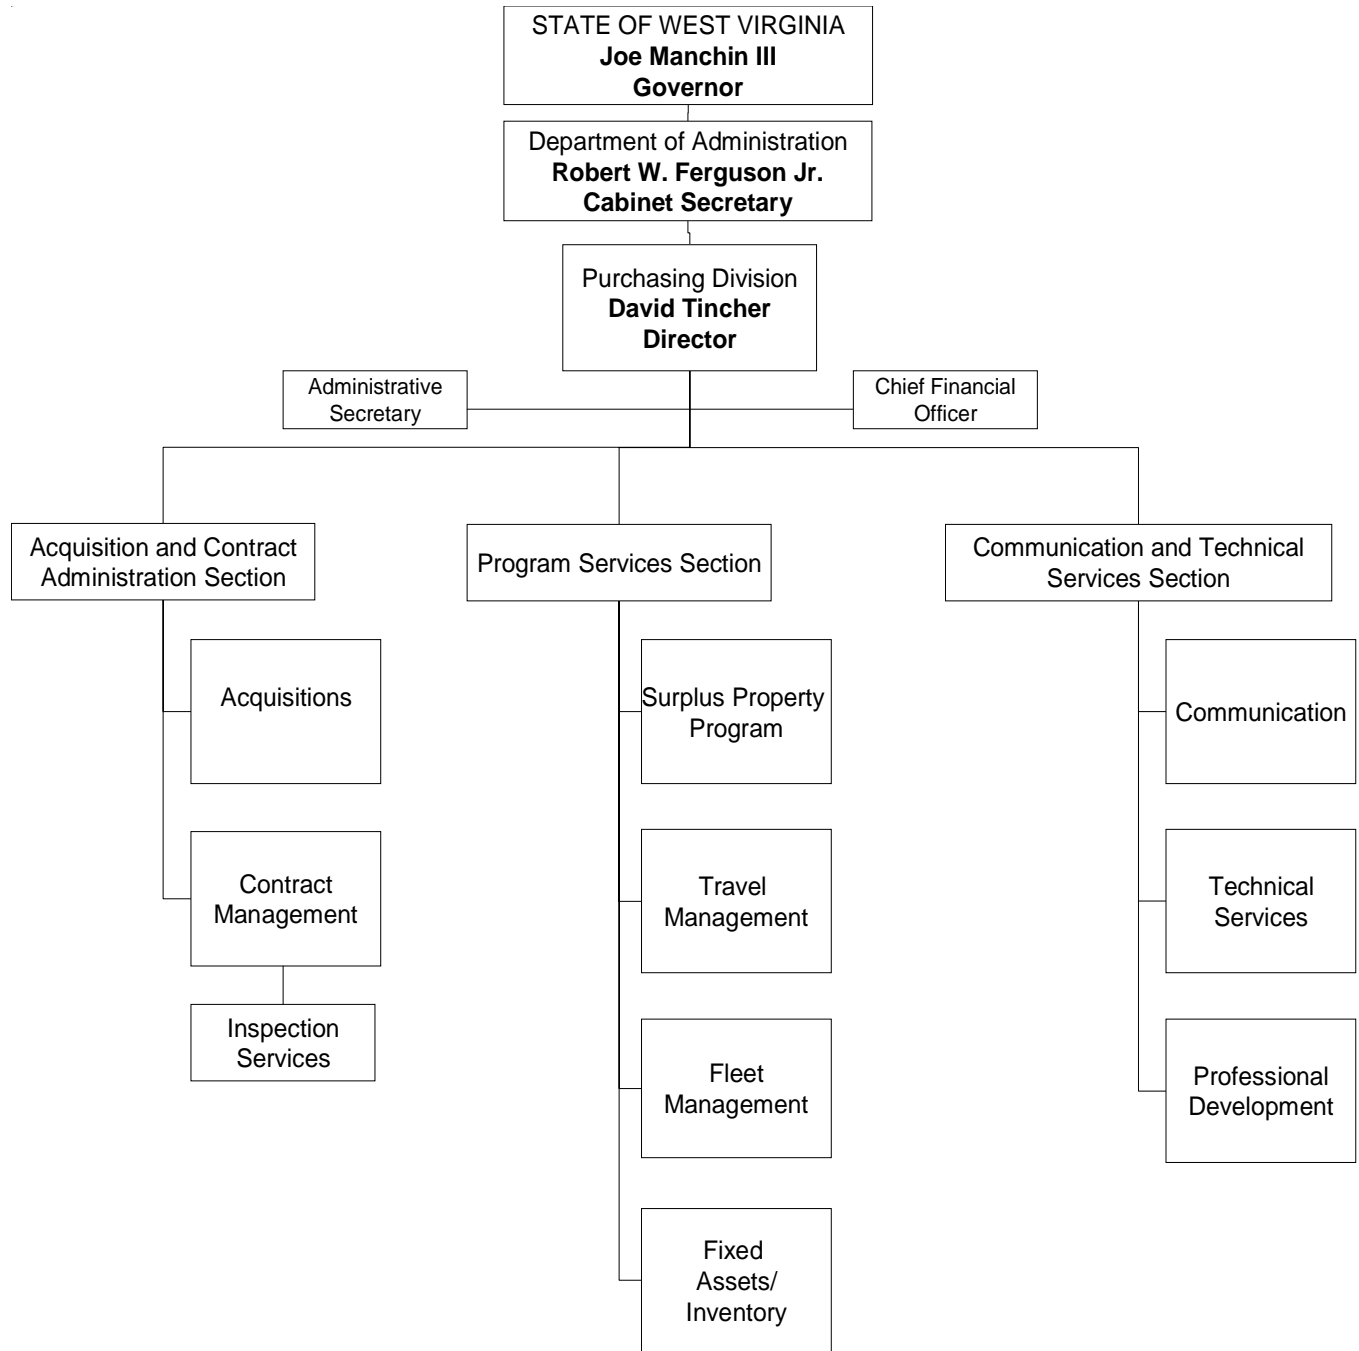 STATE OF WEST VIRGINIA
Joe Manchin III
Governor
Department of Administration
Robert W. Ferguson Jr.
Cabinet Secretary
Purchasing Division
David Tincher
Director
Administrative
Secretary
Chief Financial
Officer
Acquisition and Contract
Administration Section
Program Services Section
Communication and Technical
Services Section
Acquisitions
Contract
Management
Inspection
Services
Surplus Property
Program
Travel
Management
Fleet
Management
Fixed
Assets/
Inventory
Communication
Technical
Services
Professional
Development